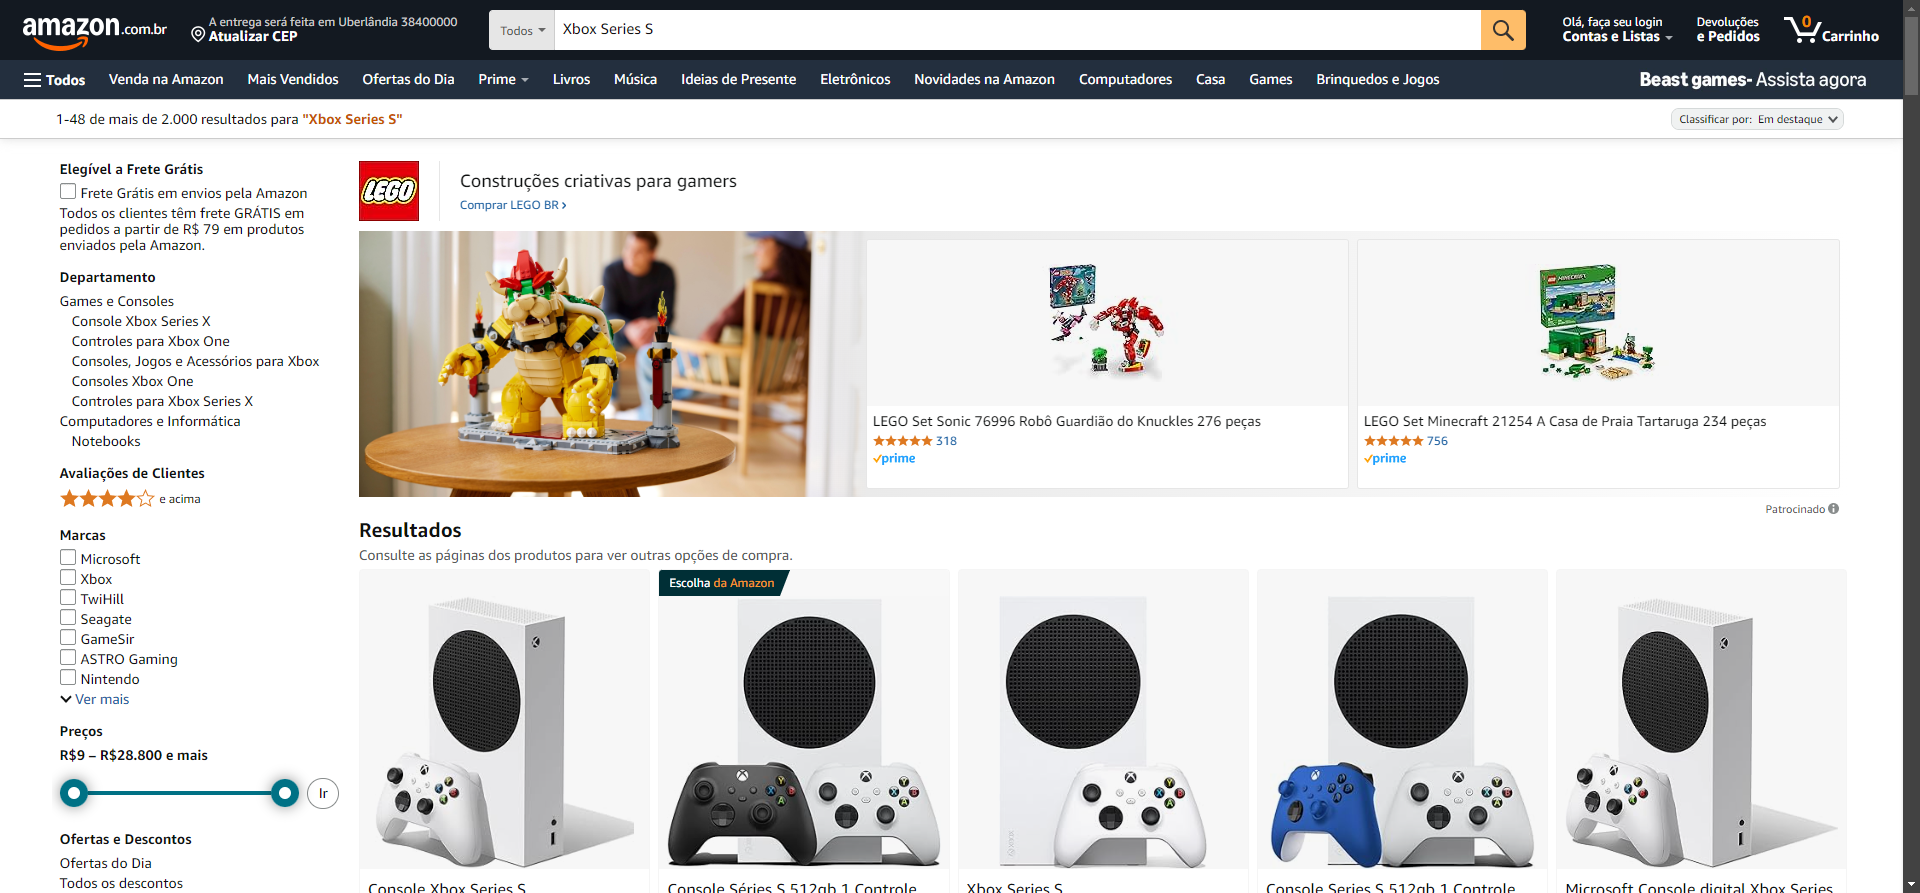 amazon.com.br
A entrega será feita em Uberlândia 38400000
Atualizar CEP
Todos
Xbox Series S
Olá, faça seu login
Contas e Listas
Devoluções
e Pedidos
0
Carrinho
Todos
Venda na Amazon
Mais Vendidos
Ofertas do Dia
Prime
Livros
Música
Ideias de Presente
Eletrônicos
Novidades na Amazon
Computadores
Casa
Games
Brinquedos e Jogos
Beast games- Assista agora
1-48 de mais de 2.000 resultados para "Xbox Series S"
Classificar por: Em destaque
Elegível a Frete Grátis
Frete Grátis em envios pela Amazon
Todos os clientes têm frete GRÁTIS em
pedidos a partir de R$ 79 em produtos
enviados pela Amazon.
Departamento
Games e Consoles
Console Xbox Series X
Controles para Xbox One
Consoles, Jogos e Acessórios para Xbox
Consoles Xbox One
Controles para Xbox Series X
Computadores e Informática
Notebooks
Avaliações de Clientes
e acima
Marcas
Microsoft
Xbox
TwiHill
Seagate
GameSir
ASTRO Gaming
Nintendo
Ver mais
Preços
R$9 – R$28.800 e mais
Ir
Ofertas e Descontos
Ofertas do Dia
Todos os descontos
LEGO
Construções criativas para gamers
Comprar LEGO BR ›
LEGO Set Sonic 76996 Robô Guardião do Knuckles 276 peças
318
prime
MINECRAFT
LEGO Set Minecraft 21254 A Casa de Praia Tartaruga 234 peças
756
prime
Patrocinado
Resultados
Consulte as páginas dos produtos para ver outras opções de compra.
Escolha da Amazon
Console Xbox Series S
Console Séries S 512gb 1 Controle
Xbox Series S
Console Series S 512gb 1 Controle
Microsoft Console digital Xbox Series